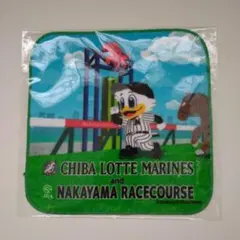 CHIBA LOTTE MARINES
and
NAKAYAMA RACECOURSE